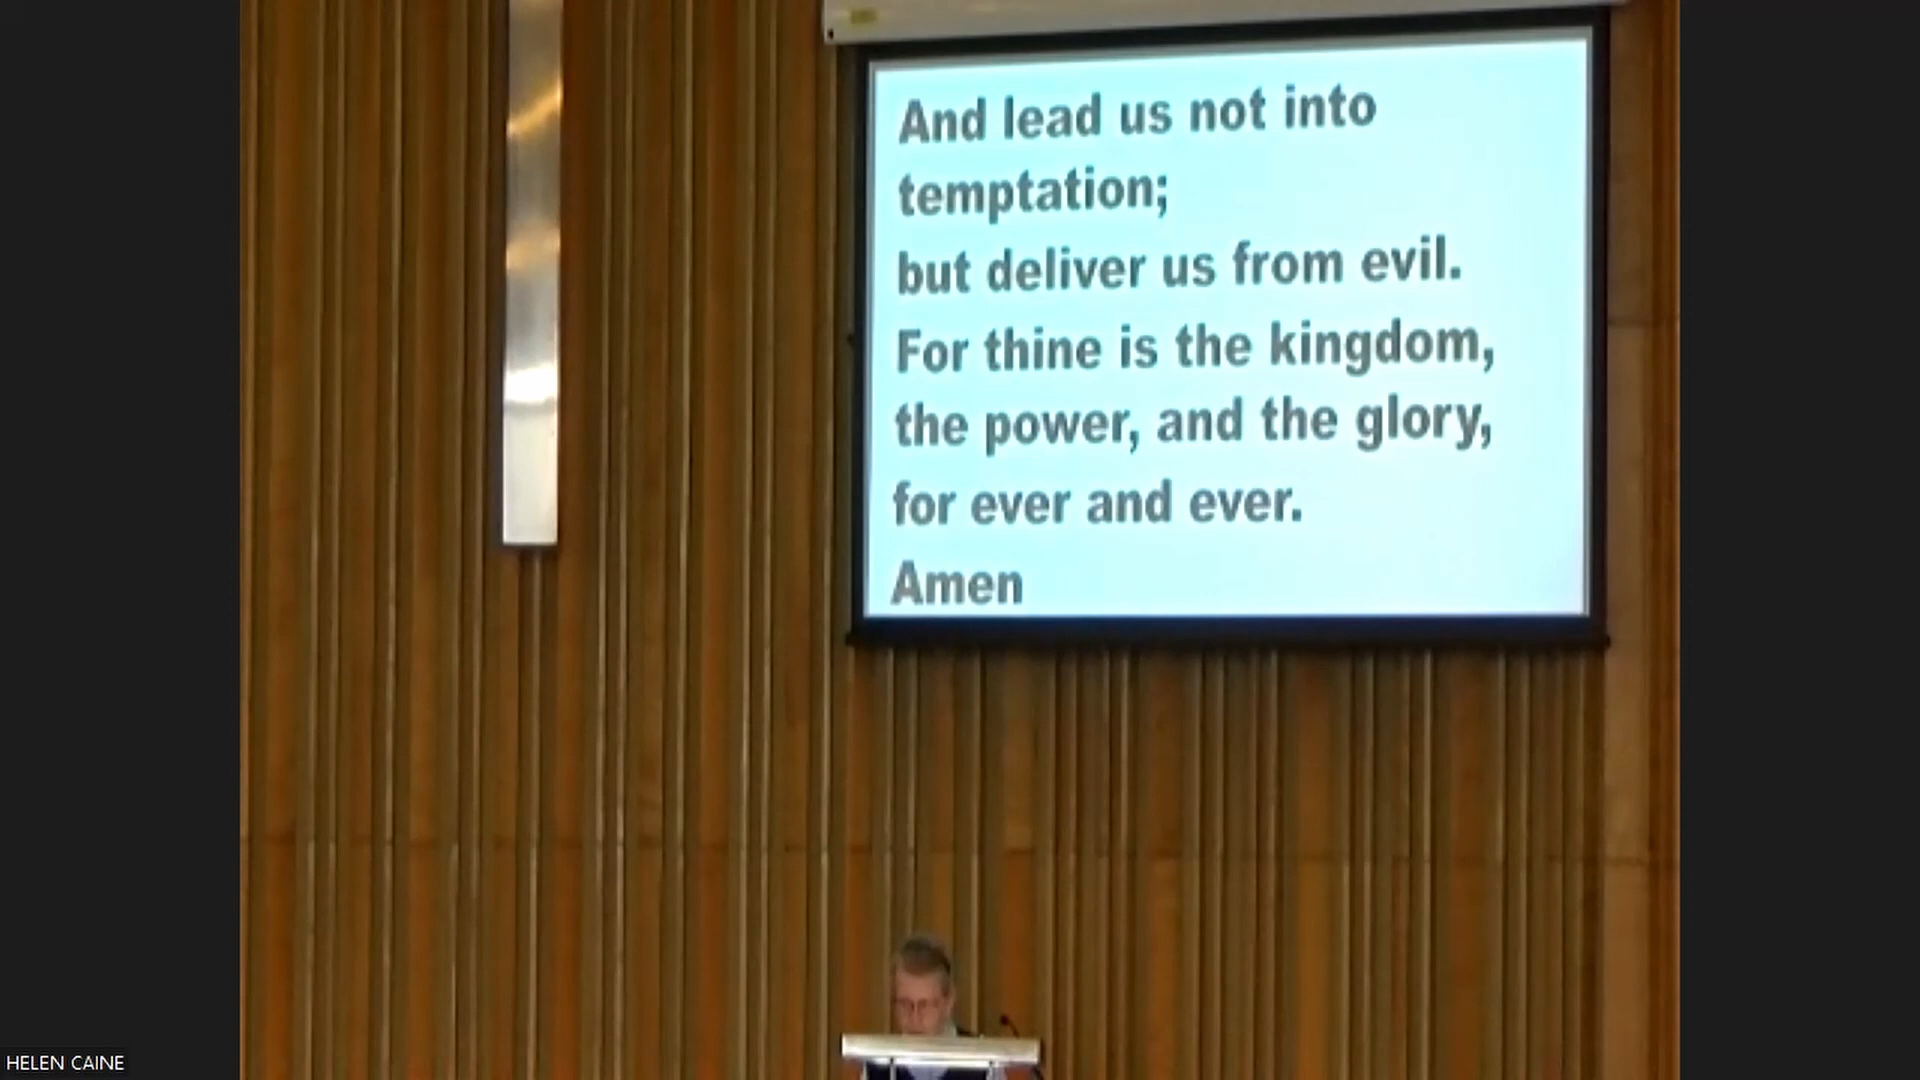 And lead us not into
temptation;
but deliver us from evil.
For thine is the kingdom,
the power, and the glory,
for ever and ever.
Amen
HELEN CAINE